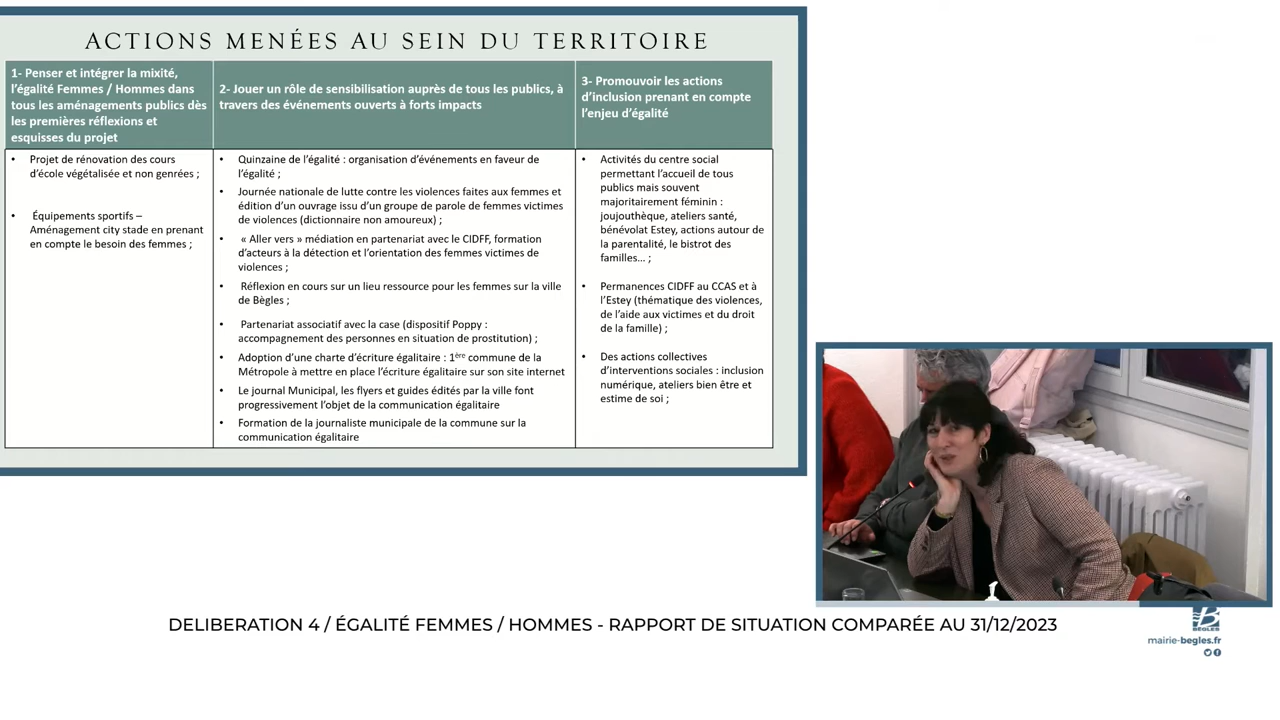 ACTIONS MENÉES AU SEIN DU TERRITOIRE
1- Penser et intégrer la mixité,
l'égalité Femmes / Hommes dans
tous les aménagements publics dès
les premières réflexions et
esquisses du projet
2- Jouer un rôle de sensibilisation auprès de tous les publics, à
travers des événements ouverts à forts impacts
3- Promouvoir les actions
d'inclusion prenant en compte
l'enjeu d'égalité
• Projet de rénovation des cours
d'école végétalisée et non genrées ;
• Équipements sportifs –
Aménagement city stade en prenant
en compte le besoin des femmes ;
• Quinzaine de l'égalité : organisation d'événements en faveur de
l'égalité ;
• Journée nationale de lutte contre les violences faites aux femmes et
édition d'un ouvrage issu d'un groupe de parole de femmes victimes
de violences (dictionnaire non amoureux) ;
• « Aller vers » médiation en partenariat avec le CIDFF, formation
d'acteurs à la détection et l'orientation des femmes victimes de
violences ;
• Réflexion en cours sur un lieu ressource pour les femmes sur la ville
de Bègles ;
• Partenariat associatif avec la case (dispositif Poppy :
accompagnement des personnes en situation de prostitution) ;
• Adoption d'une charte d'écriture égalitaire : 1ère commune de la
Métropole à mettre en place l'écriture égalitaire sur son site internet
• Le journal Municipal, les flyers et guides édités par la ville font
progressivement l'objet de la communication égalitaire
• Formation de la journaliste municipale de la commune sur la
communication égalitaire
• Activités du centre social
permettant l'accueil de tous
publics mais souvent
majoritairement féminin :
joujouthèque, ateliers santé,
bénévolat Estey, actions autour de
la parentalité, le bistrot des
familles… ;
• Permanences CIDFF au CCAS et à
l'Estey (thématique des violences,
de l'aide aux victimes et du droit
de la famille) ;
• Des actions collectives
d'interventions sociales : inclusion
numérique, ateliers bien être et
estime de soi ;
DELIBERATION 4 / ÉGALITÉ FEMMES / HOMMES - RAPPORT DE SITUATION COMPARÉE AU 31/12/2023
BÈGLES
mairie-begles.fr